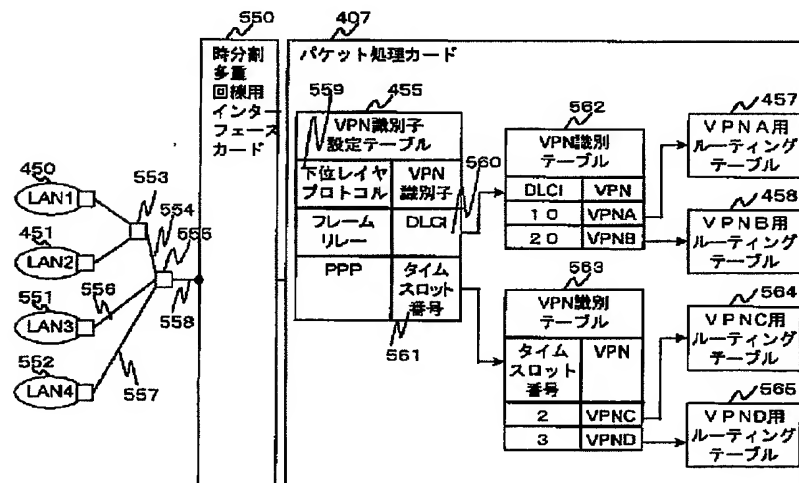 550
407
時分割
多重
回線用
インター
フェース
カード
パケット処理カード
559
455
VPN識別子
設定テーブル
下位レイヤ
プロトコル
VPN
識別子
フレーム
リレー
DLCI
PPP
タイム
スロット
番号
560
561
562
VPN識別
テーブル
DLCI
VPN
10
VPNA
20
VPNB
563
VPN識別
テーブル
タイム
スロット
番号
VPN
2
VPNC
3
VPND
457
VPNA用
ルーティング
テーブル
458
VPNB用
ルーティング
テーブル
564
VPNC用
ルーティング
テーブル
565
VPND用
ルーティング
テーブル
450
LAN1
451
LAN2
551
LAN3
552
LAN4
553
554
555
556
557
558